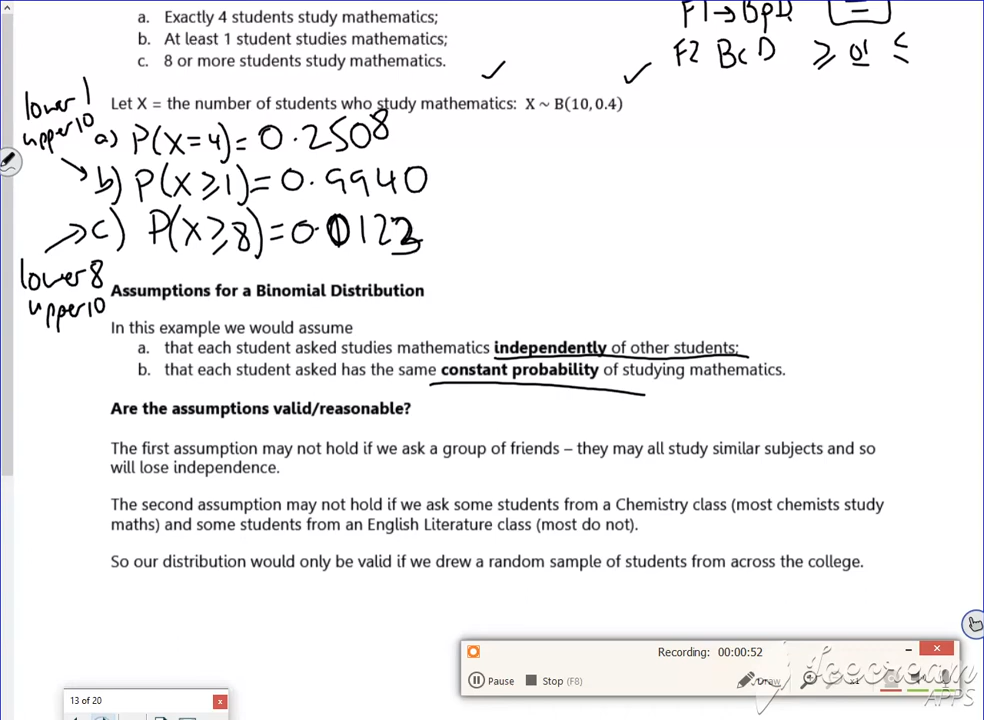 a. Exactly 4 students study mathematics;
b. At least 1 student studies mathematics;
c. 8 or more students study mathematics.
F1→BpD =
F2 BcD ≥ or ≤
Let X = the number of students who study mathematics: X ~ B(10,0.4)
lower 1
upper 10
a) P(X=4)=0.2508
b) P(X≥1)=0.9940
c) P(X≥8)=0.0123
lower 8
upper 10
Assumptions for a Binomial Distribution
In this example we would assume
a. that each student asked studies mathematics independently of other students;
b. that each student asked has the same constant probability of studying mathematics.
Are the assumptions valid/reasonable?
The first assumption may not hold if we ask a group of friends – they may all study similar subjects and so
will lose independence.
The second assumption may not hold if we ask some students from a Chemistry class (most chemists study
maths) and some students from an English Literature class (most do not).
So our distribution would only be valid if we drew a random sample of students from across the college.
Recording: 00:00:52
Pause Stop (F8) Draw x1
Icecream
APPS
13 of 20